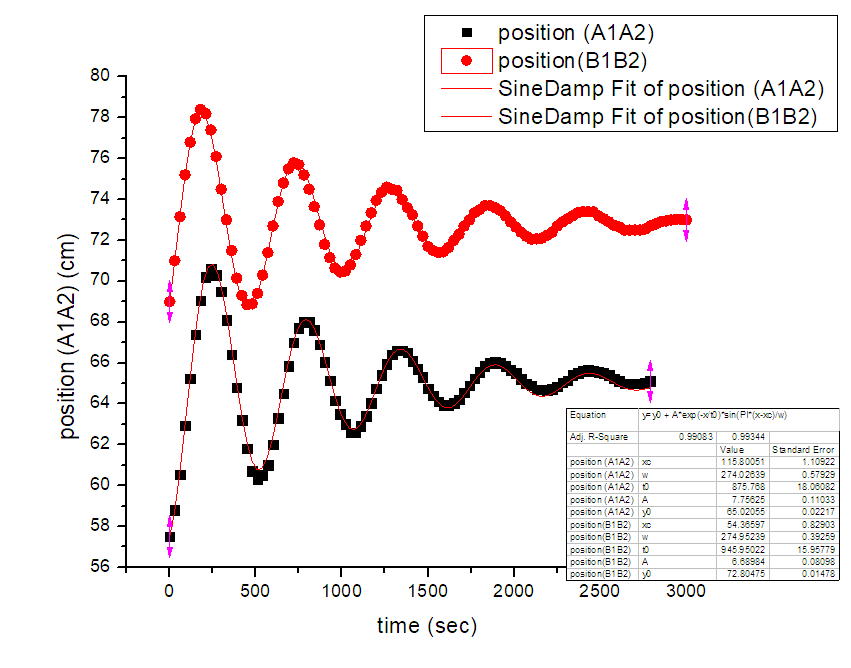 position (A1A2)
position(B1B2)
SineDamp Fit of position (A1A2)
SineDamp Fit of position(B1B2)
80
78
76
74
72
70
68
66
64
62
60
58
56
position (A1A2) (cm)
0
500
1000
1500
2000
2500
3000
time (sec)
Equation y=y0 + A*exp(-x/t0)*sin(PI*(x-xc)/w)
Adj. R-Square 0.99083 0.99344
Value Standard Error
position (A1A2) xc 115.80051 1.10922
position (A1A2) w 274.02639 0.57929
position (A1A2) t0 875.768 18.06082
position (A1A2) A 7.75625 0.11033
position (A1A2) y0 65.02055 0.02217
position(B1B2) xc 54.36597 0.82903
position(B1B2) w 274.95239 0.39259
position(B1B2) t0 945.95022 15.95779
position(B1B2) A 6.68984 0.08098
position(B1B2) y0 72.80475 0.01478